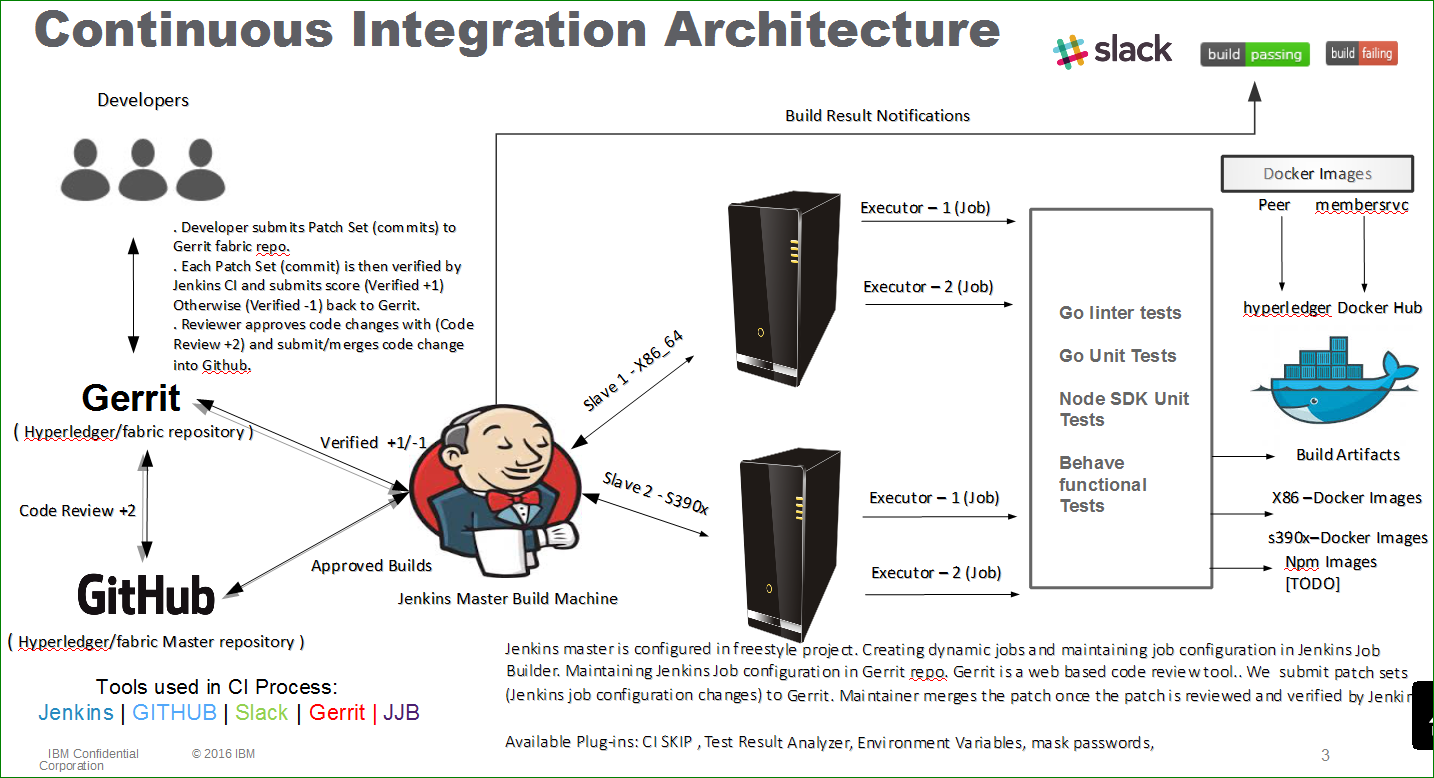 Continuous Integration Architecture
slack
build passing
build failing
Developers
Build Result Notifications
. Developer submits Patch Set (commits) to
Gerrit fabric repo.
. Each Patch Set (commit) is then verified by
Jenkins CI and submits score (Verified +1)
Otherwise (Verified -1) back to Gerrit.
. Reviewer approves code changes with (Code
Review +2) and submit/merges code change
into Github.
Gerrit
( Hyperledger/fabric repository )
Verified +1/-1
Code Review +2
GitHub
( Hyperledger/fabric Master repository )
Approved Builds
Jenkins Master Build Machine
Slave 1 - X86_64
Slave 2 - S390x
Executor – 1 (Job)
Executor – 2 (Job)
Executor – 1 (Job)
Executor – 2 (Job)
Go linter tests
Go Unit Tests
Node SDK Unit
Tests
Behave
functional
Tests
Docker Images
Peer
membersrvc
hyperledger Docker Hub
Build Artifacts
X86 –Docker Images
s390x–Docker Images
Npm Images
[TODO]
Jenkins master is configured in freestyle project. Creating dynamic jobs and maintaining job configuration in Jenkins Job
Builder. Maintaining Jenkins Job configuration in Gerrit repo. Gerrit is a web based code review tool.. We submit patch sets
(Jenkins job configuration changes) to Gerrit. Maintainer merges the patch once the patch is reviewed and verified by Jenkin
Available Plug-ins: CI SKIP , Test Result Analyzer, Environment Variables, mask passwords,
Tools used in CI Process:
Jenkins | GITHUB | Slack | Gerrit | JJB
IBM Confidential
Corporation
© 2016 IBM
3